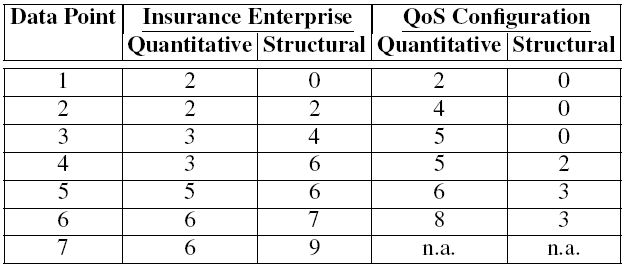 Data Point Insurance Enterprise QoS Configuration
Quantitative Structural Quantitative Structural
1 2 0 2 0
2 2 2 4 0
3 3 4 5 0
4 3 6 5 2
5 5 6 6 3
6 6 7 8 3
7 6 9 n.a. n.a.